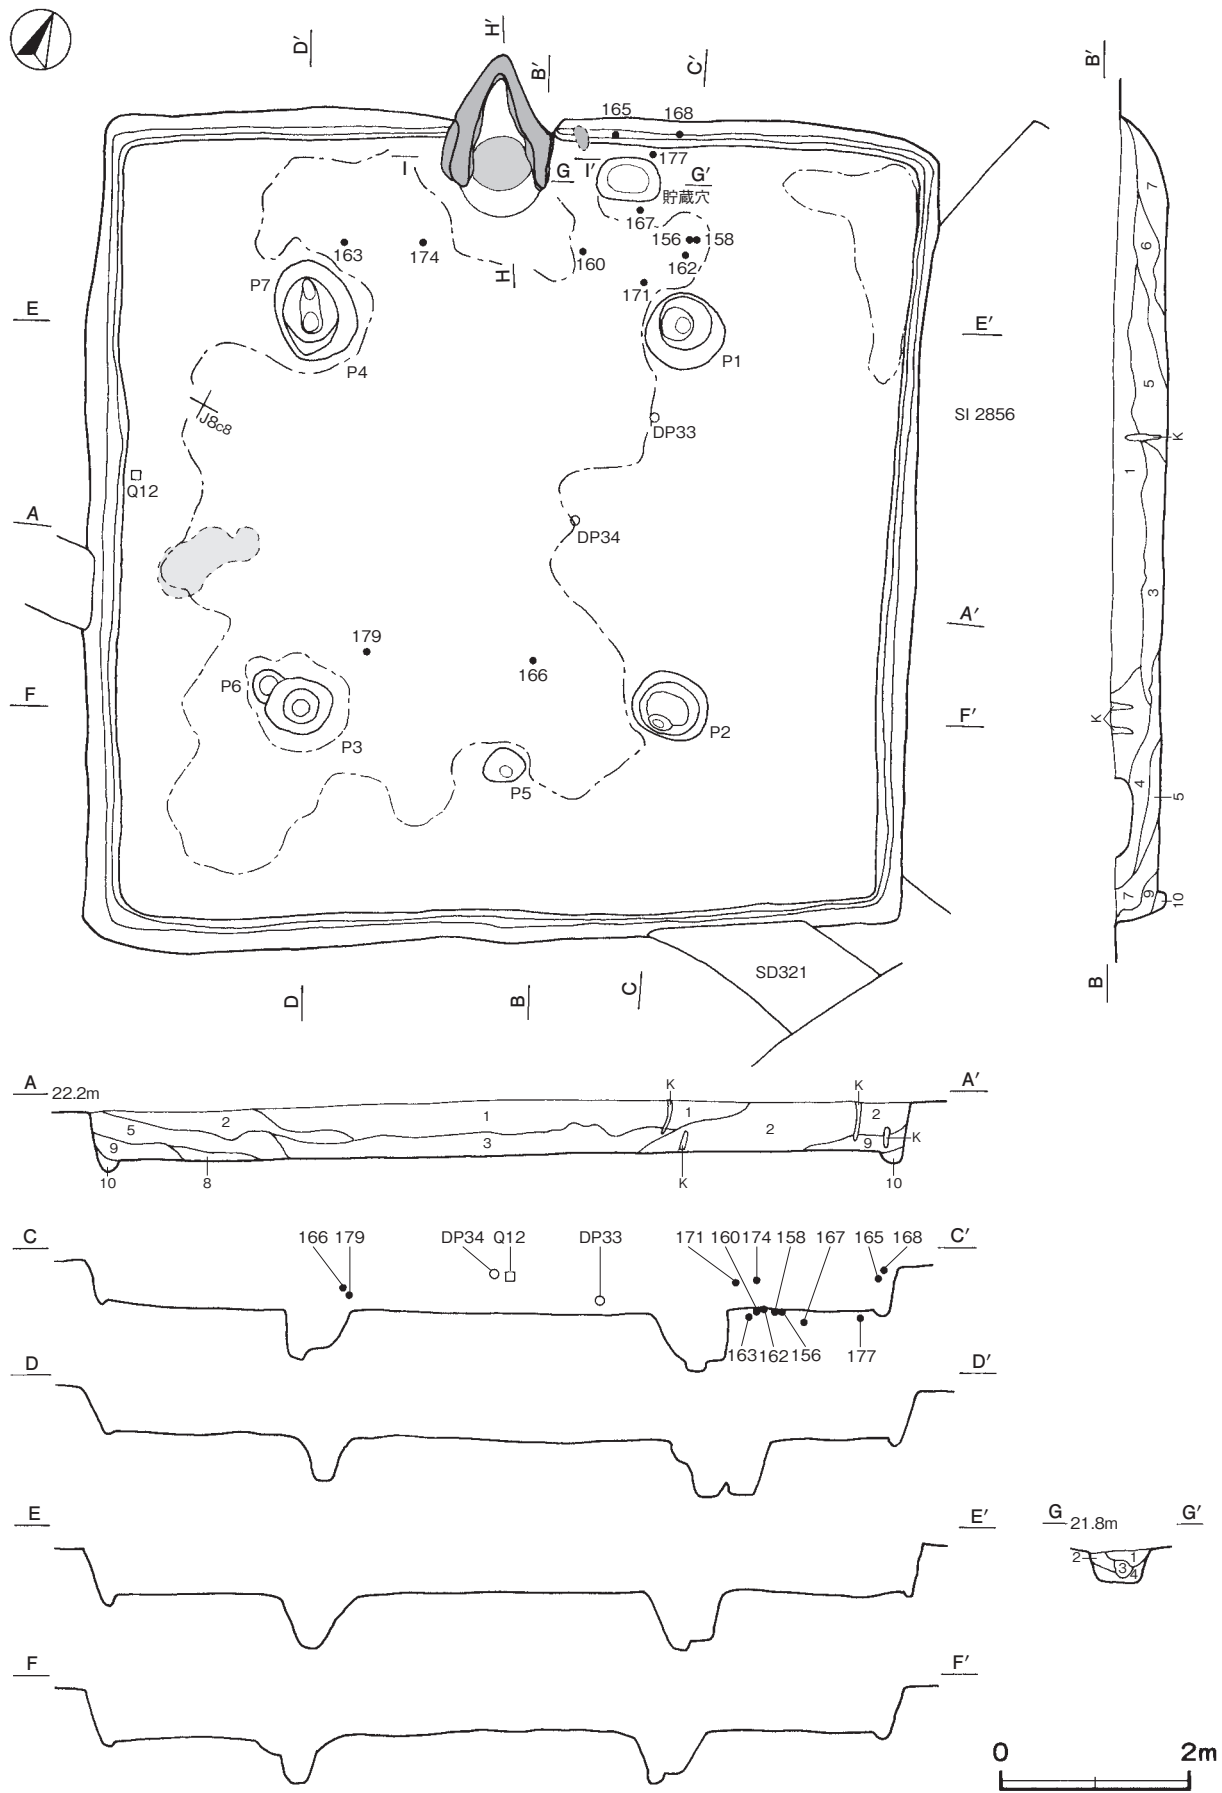 H′
D′
B′
C′
B′
165
168
177
I
G
I′
G′
貯蔵穴
167
163
174
156
158
160
162
H
171
P7
E
E′
P1
P4
J8c8
DP33
SI 2856
Q12
A
DP34
A′
179
166
P6
F
F′
P3
P2
P5
SD321
D
B
C
7
6
5
K
1
3
K
4
5
7
9
10
B
A
22.2m
K
K
A′
5
2
1
1
2
2
9
3
9
K
10
8
K
10
C
166
179
DP34
Q12
DP33
171
160
174
158
167
165
168
C′
163
162
156
177
D
D′
E
E′
G
21.8m
G′
2
1
3
4
F
F′
0
2m